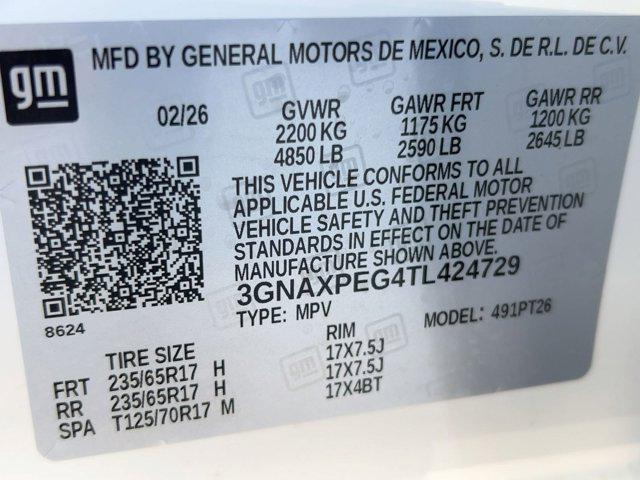 gm
MFD BY GENERAL MOTORS DE MEXICO, S. DE R.L. DE C.V.
02/26 GVWR GAWR FRT GAWR RR
2200 KG 1175 KG 1200 KG
4850 LB 2590 LB 2645 LB
THIS VEHICLE CONFORMS TO ALL
APPLICABLE U.S. FEDERAL MOTOR
VEHICLE SAFETY AND THEFT PREVENTION
STANDARDS IN EFFECT ON THE DATE OF
MANUFACTURE SHOWN ABOVE.
3GNAXPEG4TL424729
8624 TYPE: MPV MODEL: 491PT26
TIRE SIZE RIM
FRT 235/65R17 H 17X7.5J
RR 235/65R17 H 17X7.5J
SPA T125/70R17 M 17X4BT